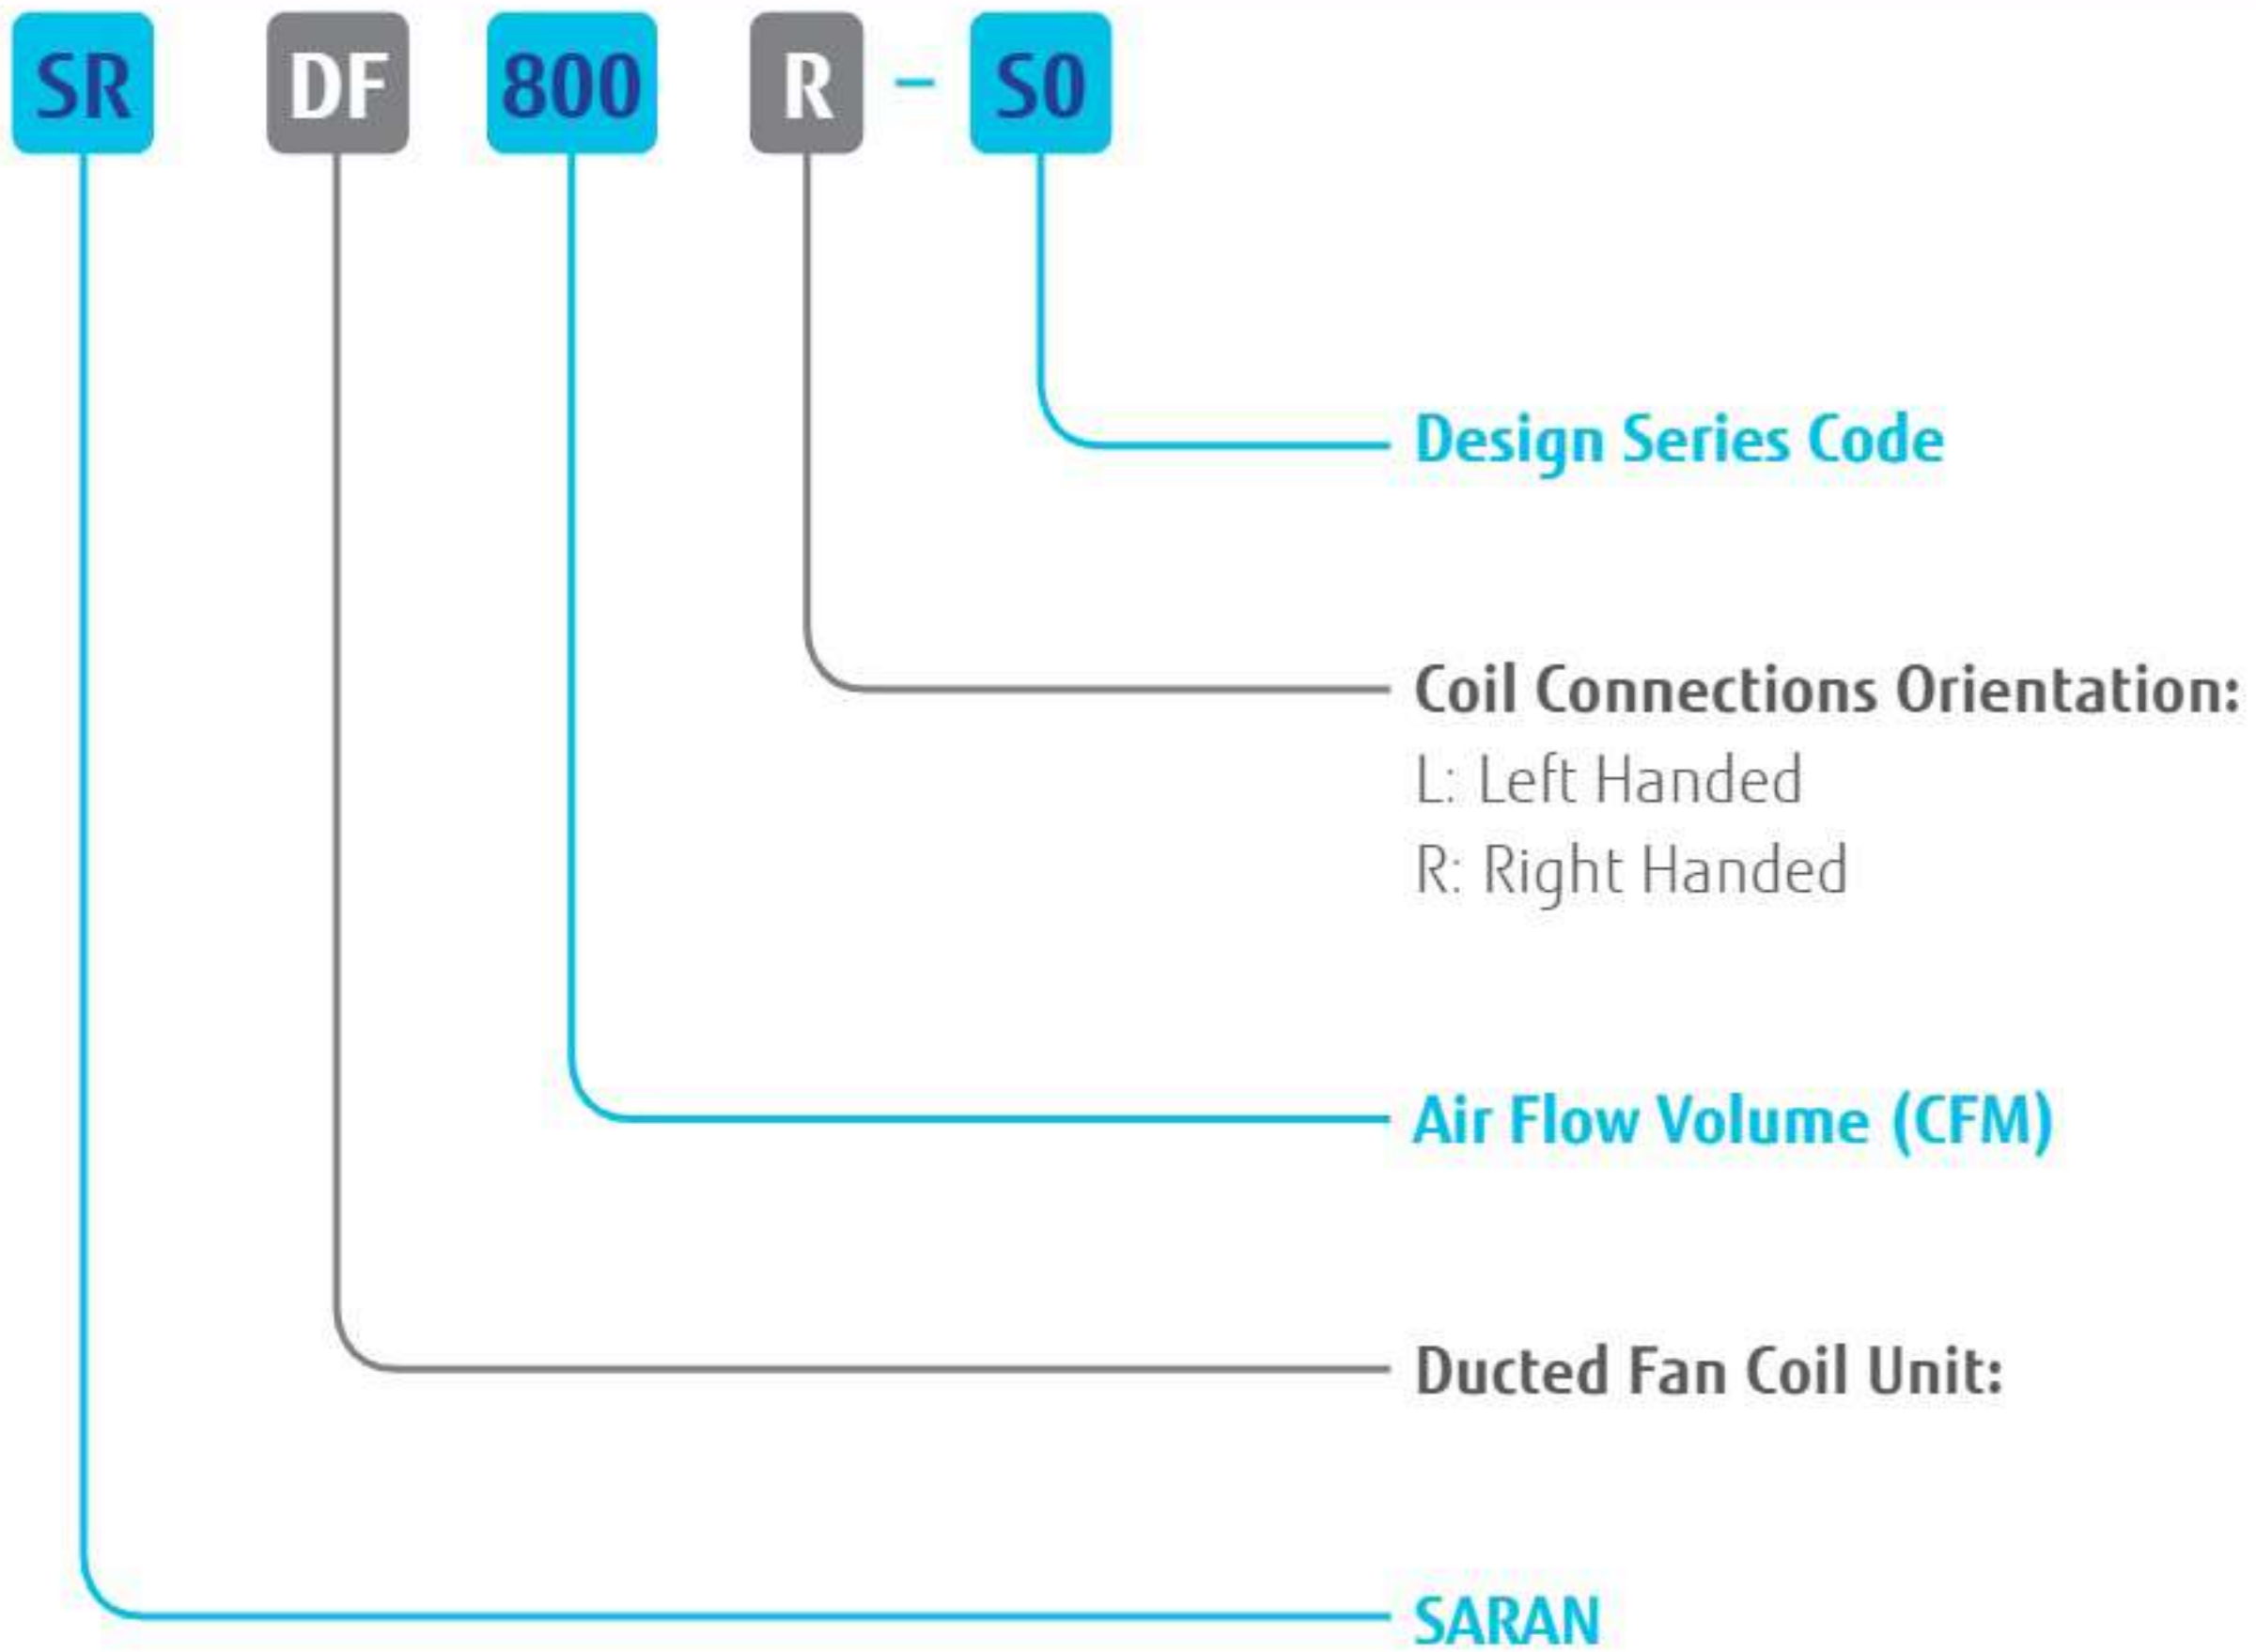 SR DF 800 R - S0
Design Series Code
Coil Connections Orientation:
L: Left Handed
R: Right Handed
Air Flow Volume (CFM)
Ducted Fan Coil Unit:
SARAN